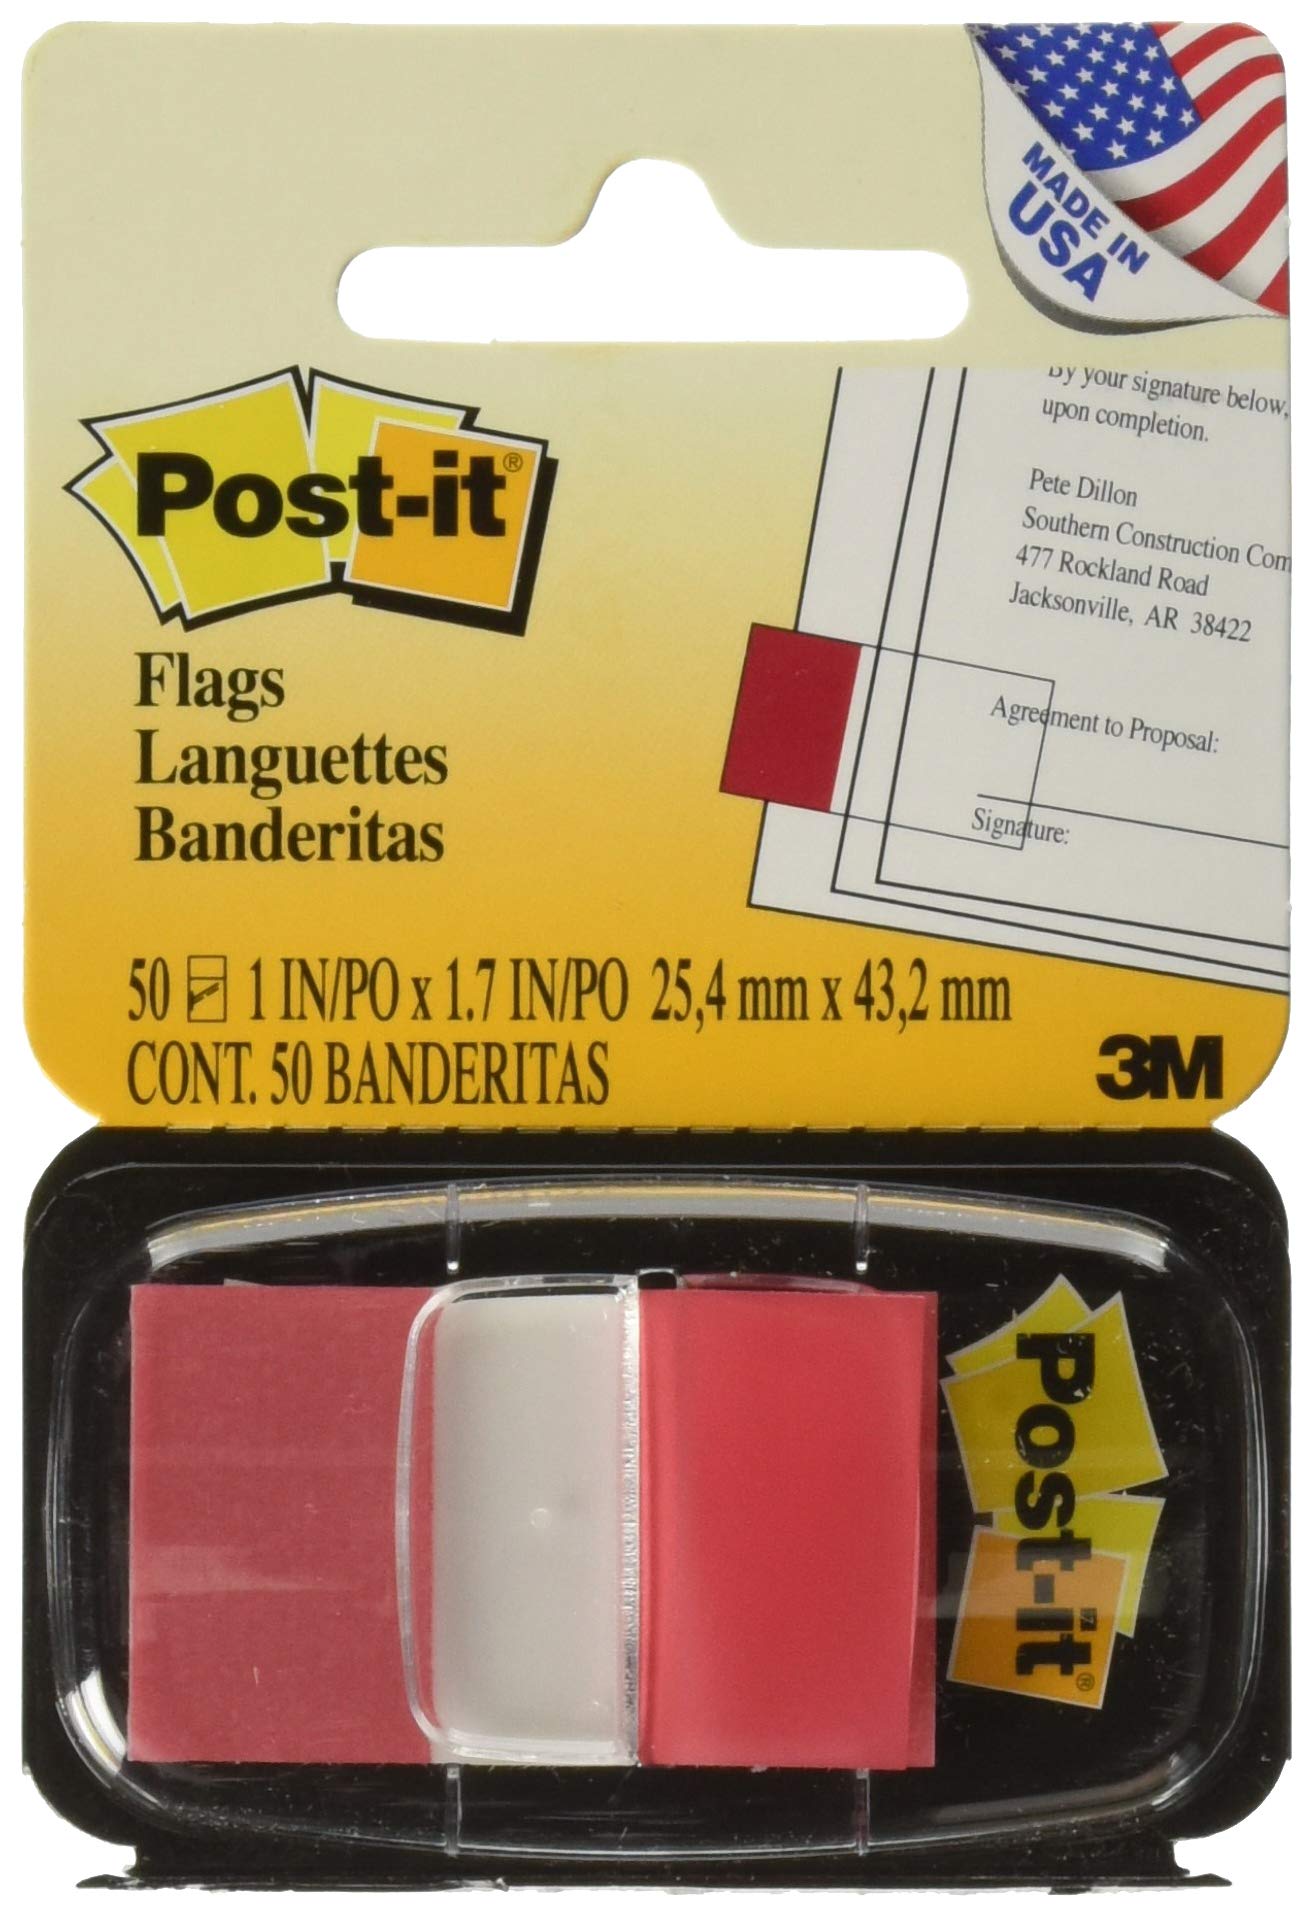 MADE IN
USA
Post-it®
Flags
Languettes
Banderitas
By your signature below,
upon completion.
Pete Dillon
Southern Construction Com
477 Rockland Road
Jacksonville, AR 38422
Agreement to Proposal:
Signature:
50 1 IN/PO x 1.7 IN/PO 25,4 mm x 43,2 mm
CONT. 50 BANDERITAS
3M
Post-it®